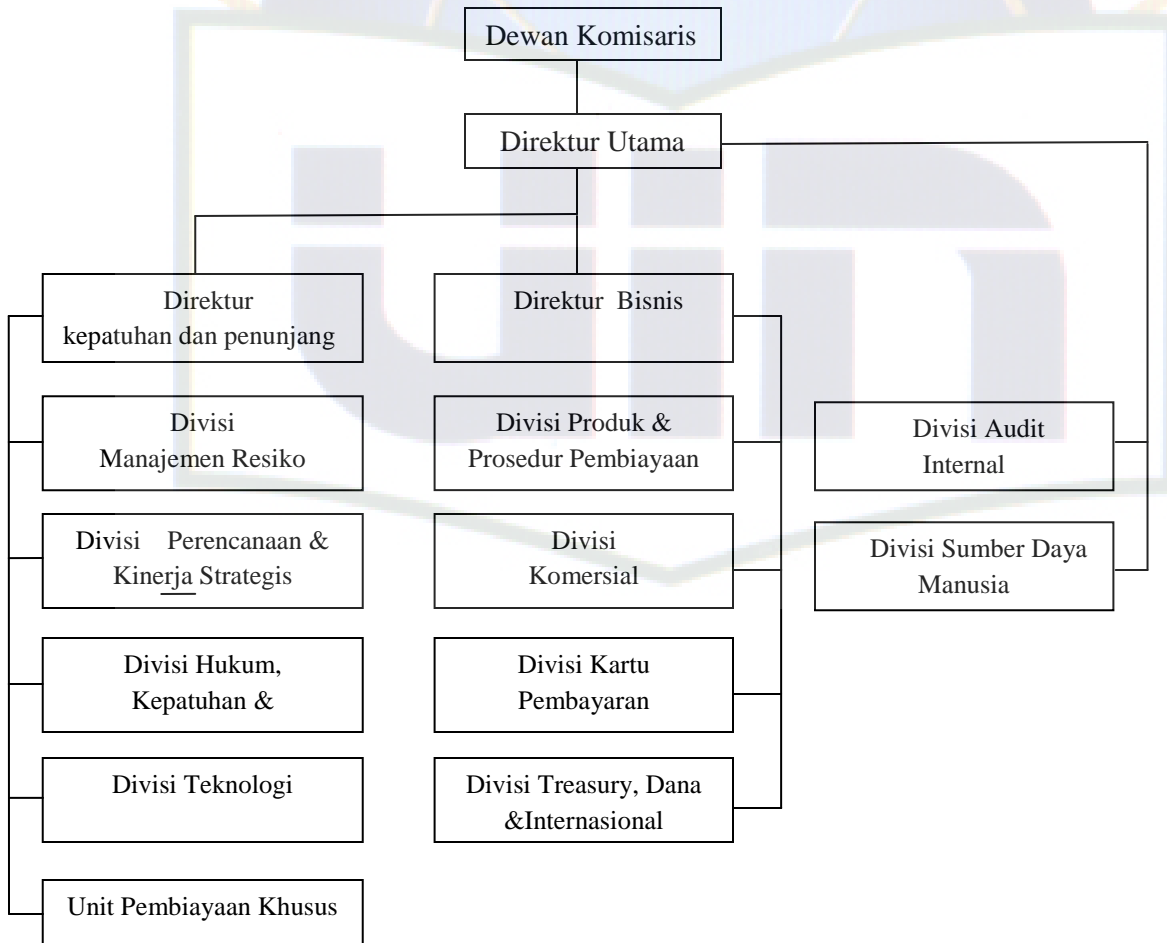 Dewan Komisaris
Direktur Utama
Direktur
kepatuhan dan penunjang
Direktur Bisnis
Divisi
Manajemen Resiko
Divisi Produk &
Prosedur Pembiayaan
Divisi Audit
Internal
Divisi Perencanaan &
Kinerja Strategis
Divisi
Komersial
Divisi Sumber Daya
Manusia
Divisi Hukum,
Kepatuhan &
Divisi Kartu
Pembayaran
Divisi Teknologi
Divisi Treasury, Dana
&Internasional
Unit Pembiayaan Khusus
uin